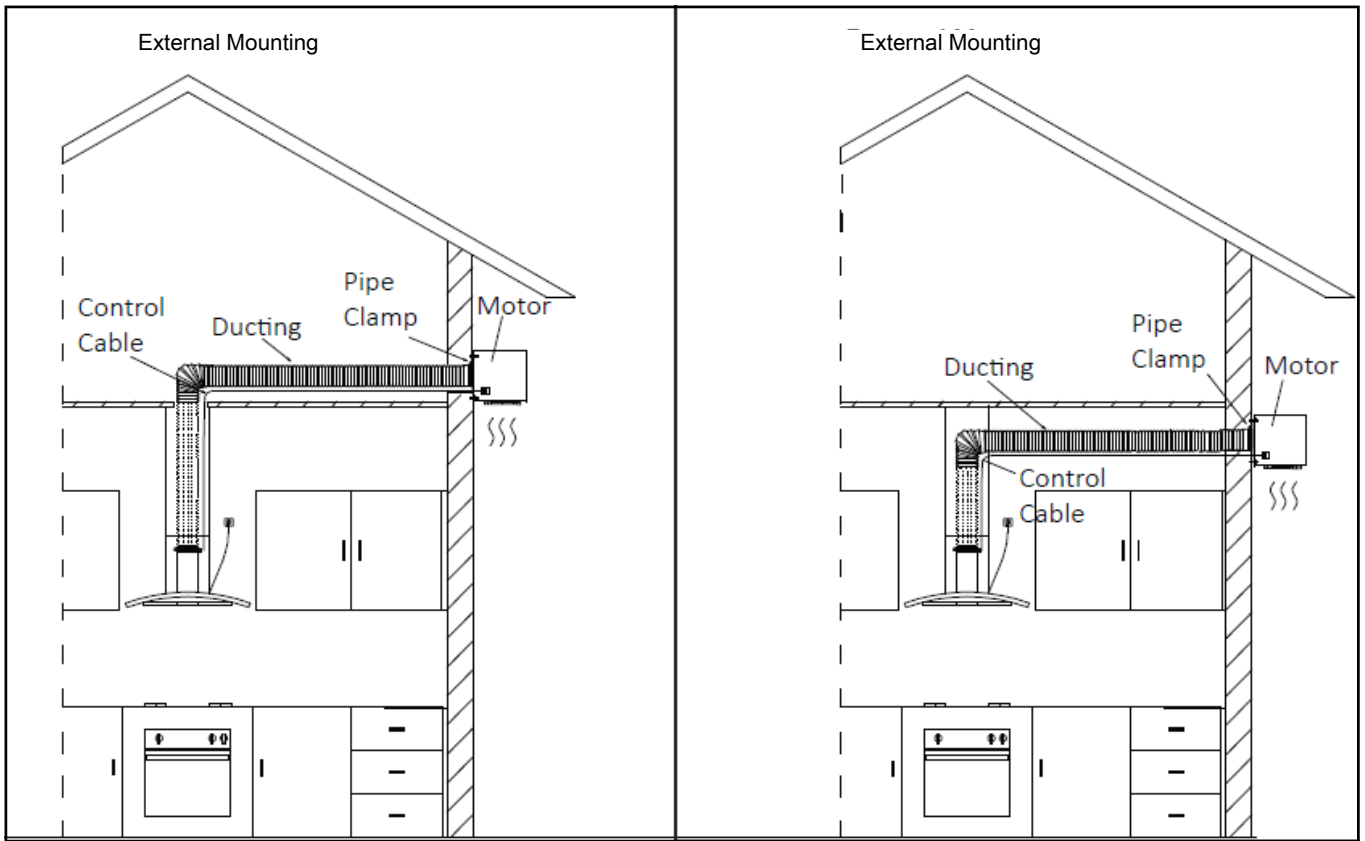 External Mounting
Control
Cable
Ducting
Pipe
Clamp
Motor
External Mounting
Ducting
Pipe
Clamp
Motor
Control
Cable